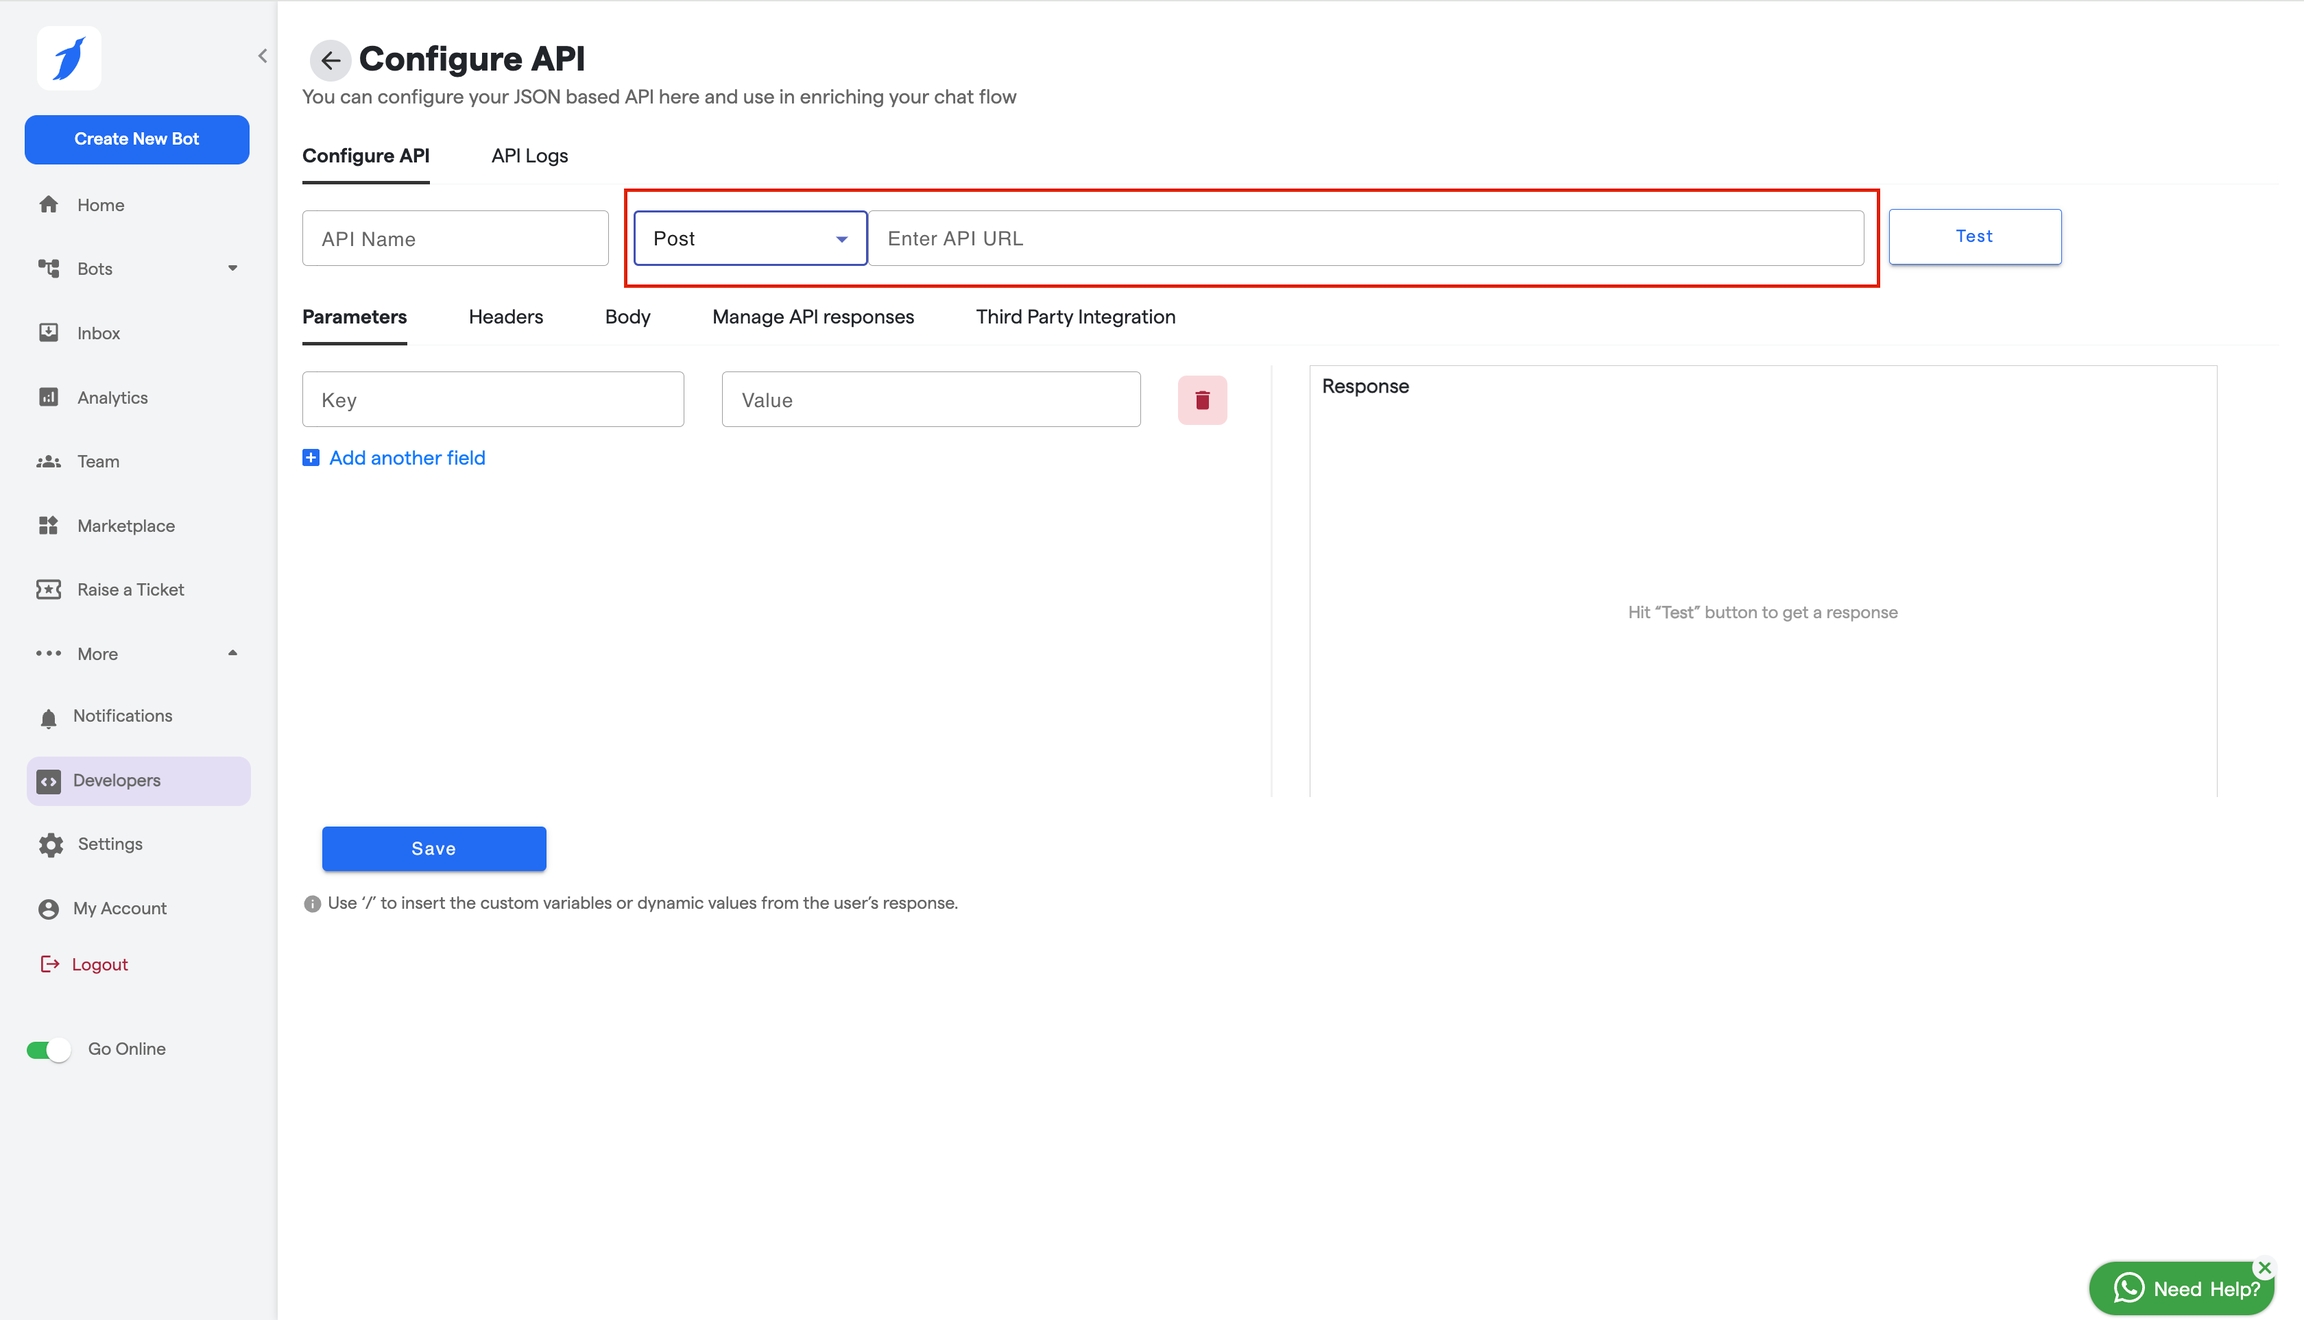 Configure API
You can configure your JSON based API here and use in enriching your chat flow
Create New Bot
Configure API
API Logs
Home
API Name
Post
Enter API URL
Test
Bots
Parameters
Headers
Body
Manage API responses
Third Party Integration
Inbox
Key
Value
Response
Analytics
Add another field
Team
Marketplace
Raise a Ticket
Hit “Test” button to get a response
More
Notifications
Developers
Settings
Save
My Account
Use ‘/’ to insert the custom variables or dynamic values from the user’s response.
Logout
Go Online
Need Help?